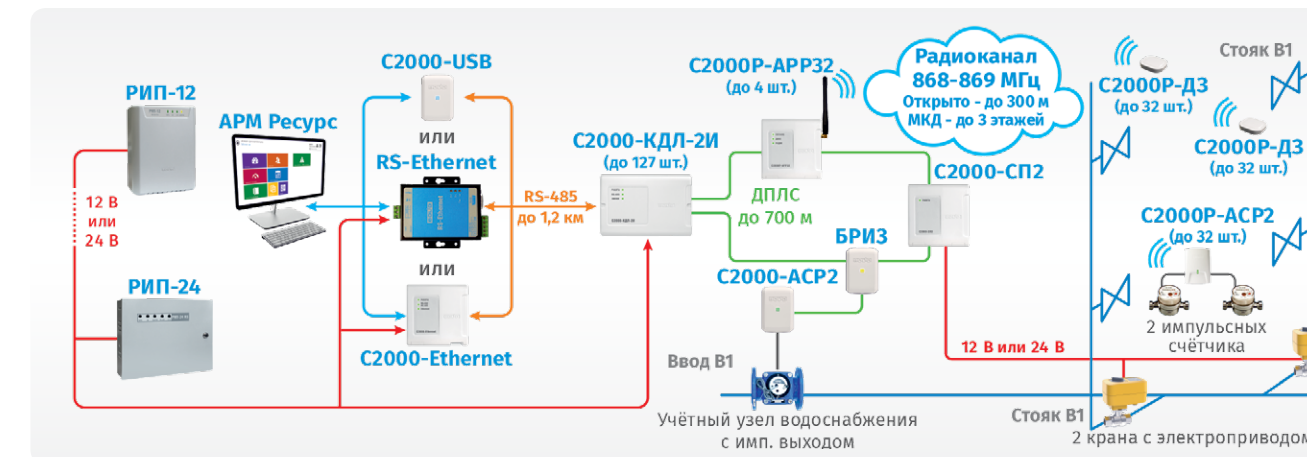 РИП-12
12 В
или
24 В
РИП-24
АРМ Ресурс
С2000-USB
или
RS-Ethernet
или
С2000-Ethernet
RS-485
до 1,2 км
С2000-КДЛ-2И
(до 127 шт.)
С2000Р-АРР32
(до 4 шт.)
ДПЛС
до 700 м
БРИЗ
С2000-АСР2
Ввод В1
Учётный узел водоснабжения
с имп. выходом
Радиоканал
868-869 МГц
Открыто - до 300 м
МКД - до 3 этажей
С2000-СП2
12 В или 24 В
С2000Р-ДЗ
(до 32 шт.)
Стояк В1
С2000Р-ДЗ
(до 32 шт.)
С2000Р-АСР2
(до 32 шт.)
2 импульсных
счётчика
Стояк В1
2 крана с электроприводом